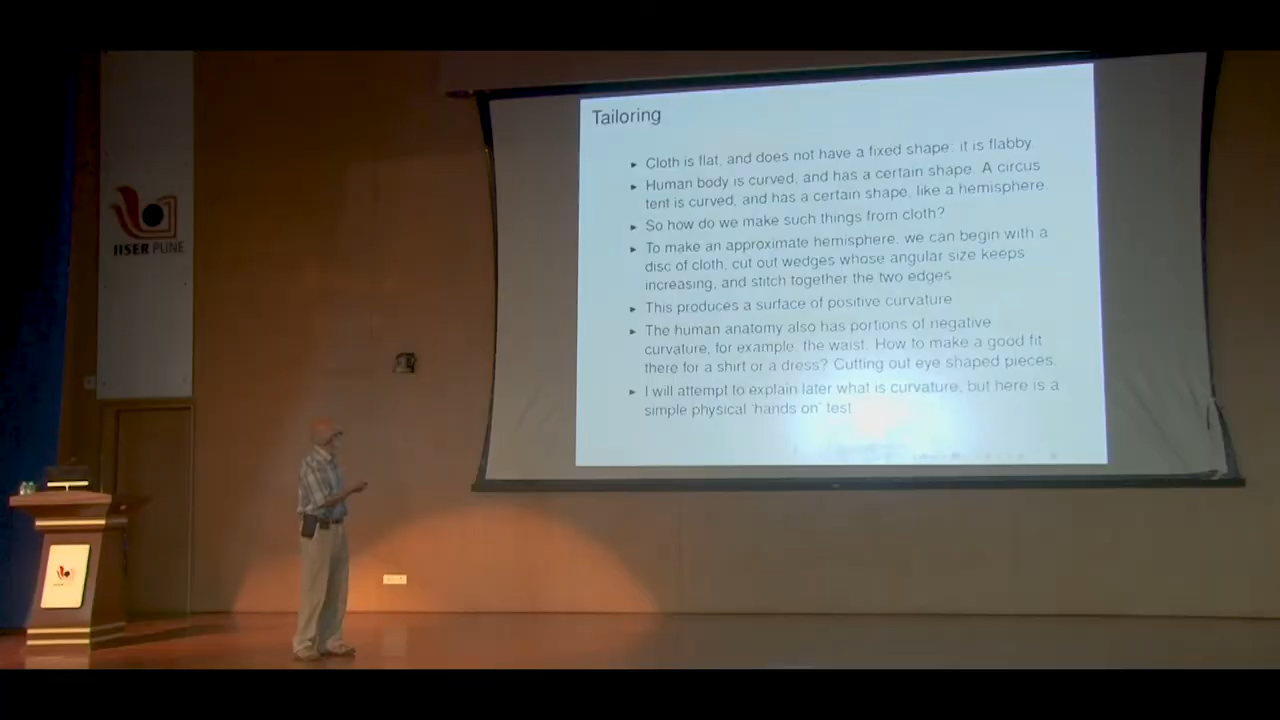 IISER PUNE
Tailoring
Cloth is flat, and does not have a fixed shape: it is flabby.
Human body is curved, and has a certain shape. A circus
tent is curved, and has a certain shape, like a hemisphere.
So how do we make such things from cloth?
To make an approximate hemisphere, we can begin with a
disc of cloth, cut out wedges whose angular size keeps
increasing, and stitch together the two edges
This produces a surface of positive curvature
The human anatomy also has portions of negative
curvature, for example, the waist. How to make a good fit
there for a shirt or a dress? Cutting out eye shaped pieces.
I will attempt to explain later what is curvature, but here is a
simple physical 'hands on' test